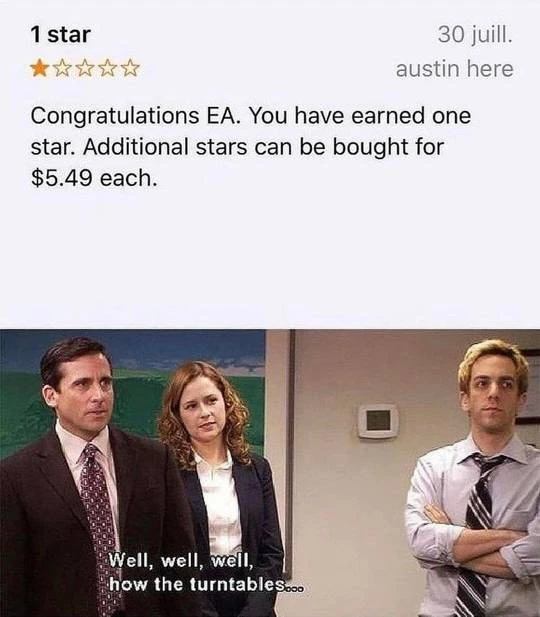 1 star
30 juill.
austin here
Congratulations EA. You have earned one
star. Additional stars can be bought for
$5.49 each.
Well, well, well,
how the turntables...